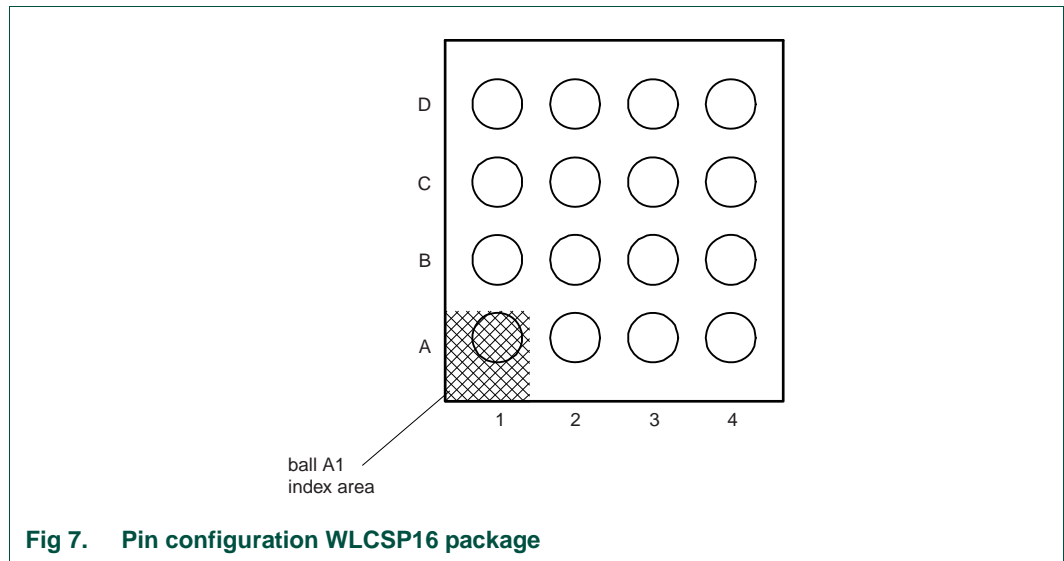 D
C
B
A
1 2 3 4
ball A1
index area
Fig 7. Pin configuration WLCSP16 package